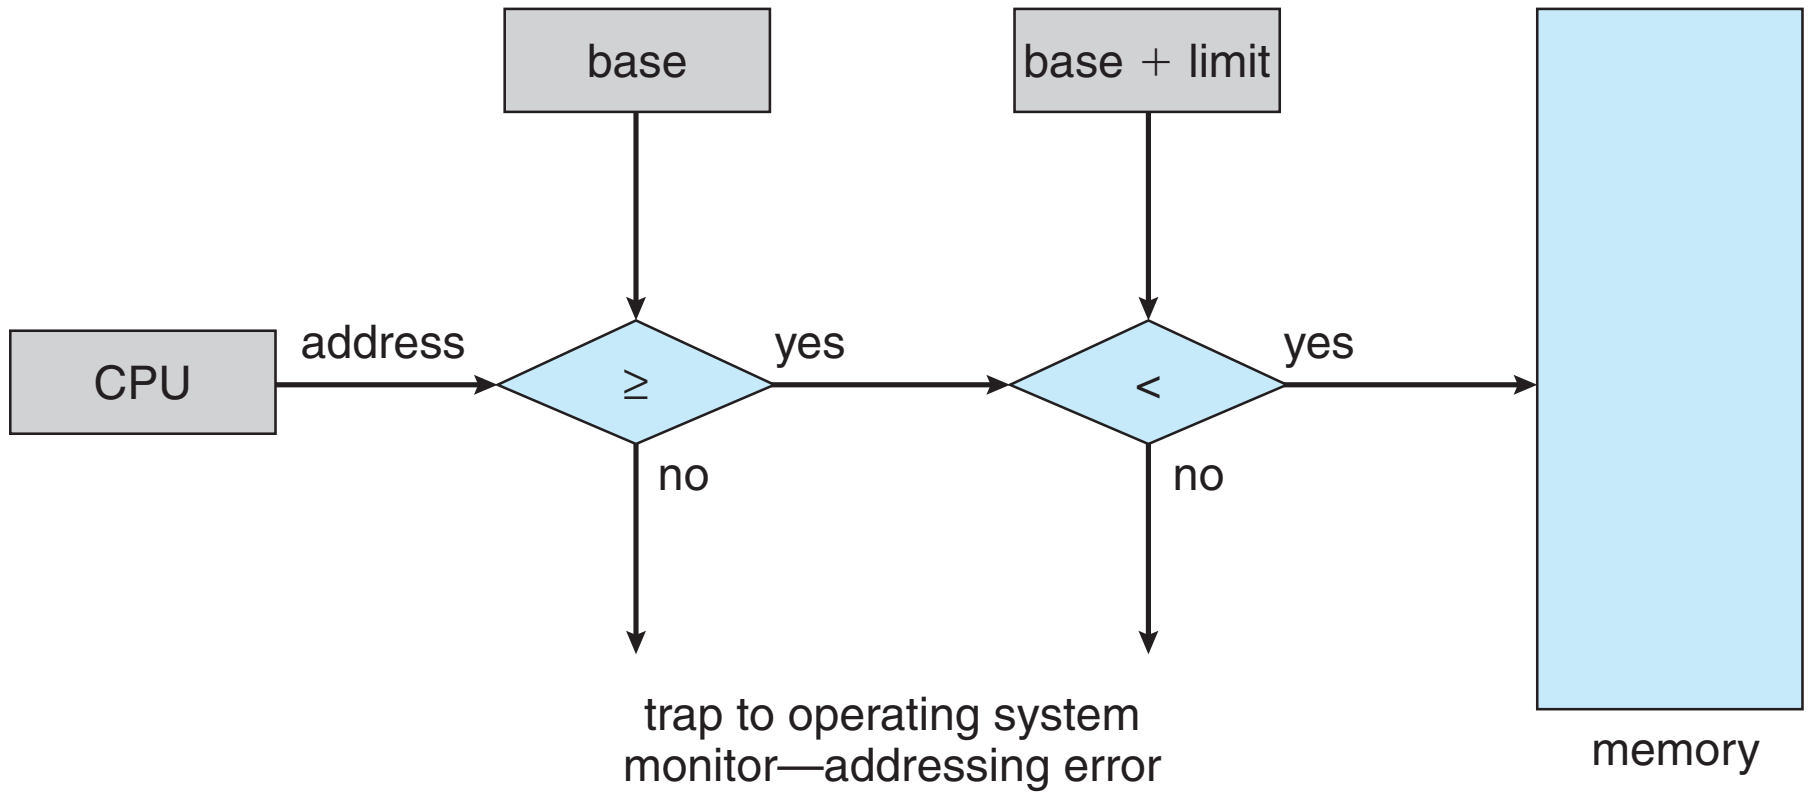 base
base + limit
CPU
address
≥
yes
<
yes
no
no
trap to operating system
monitor—addressing error
memory